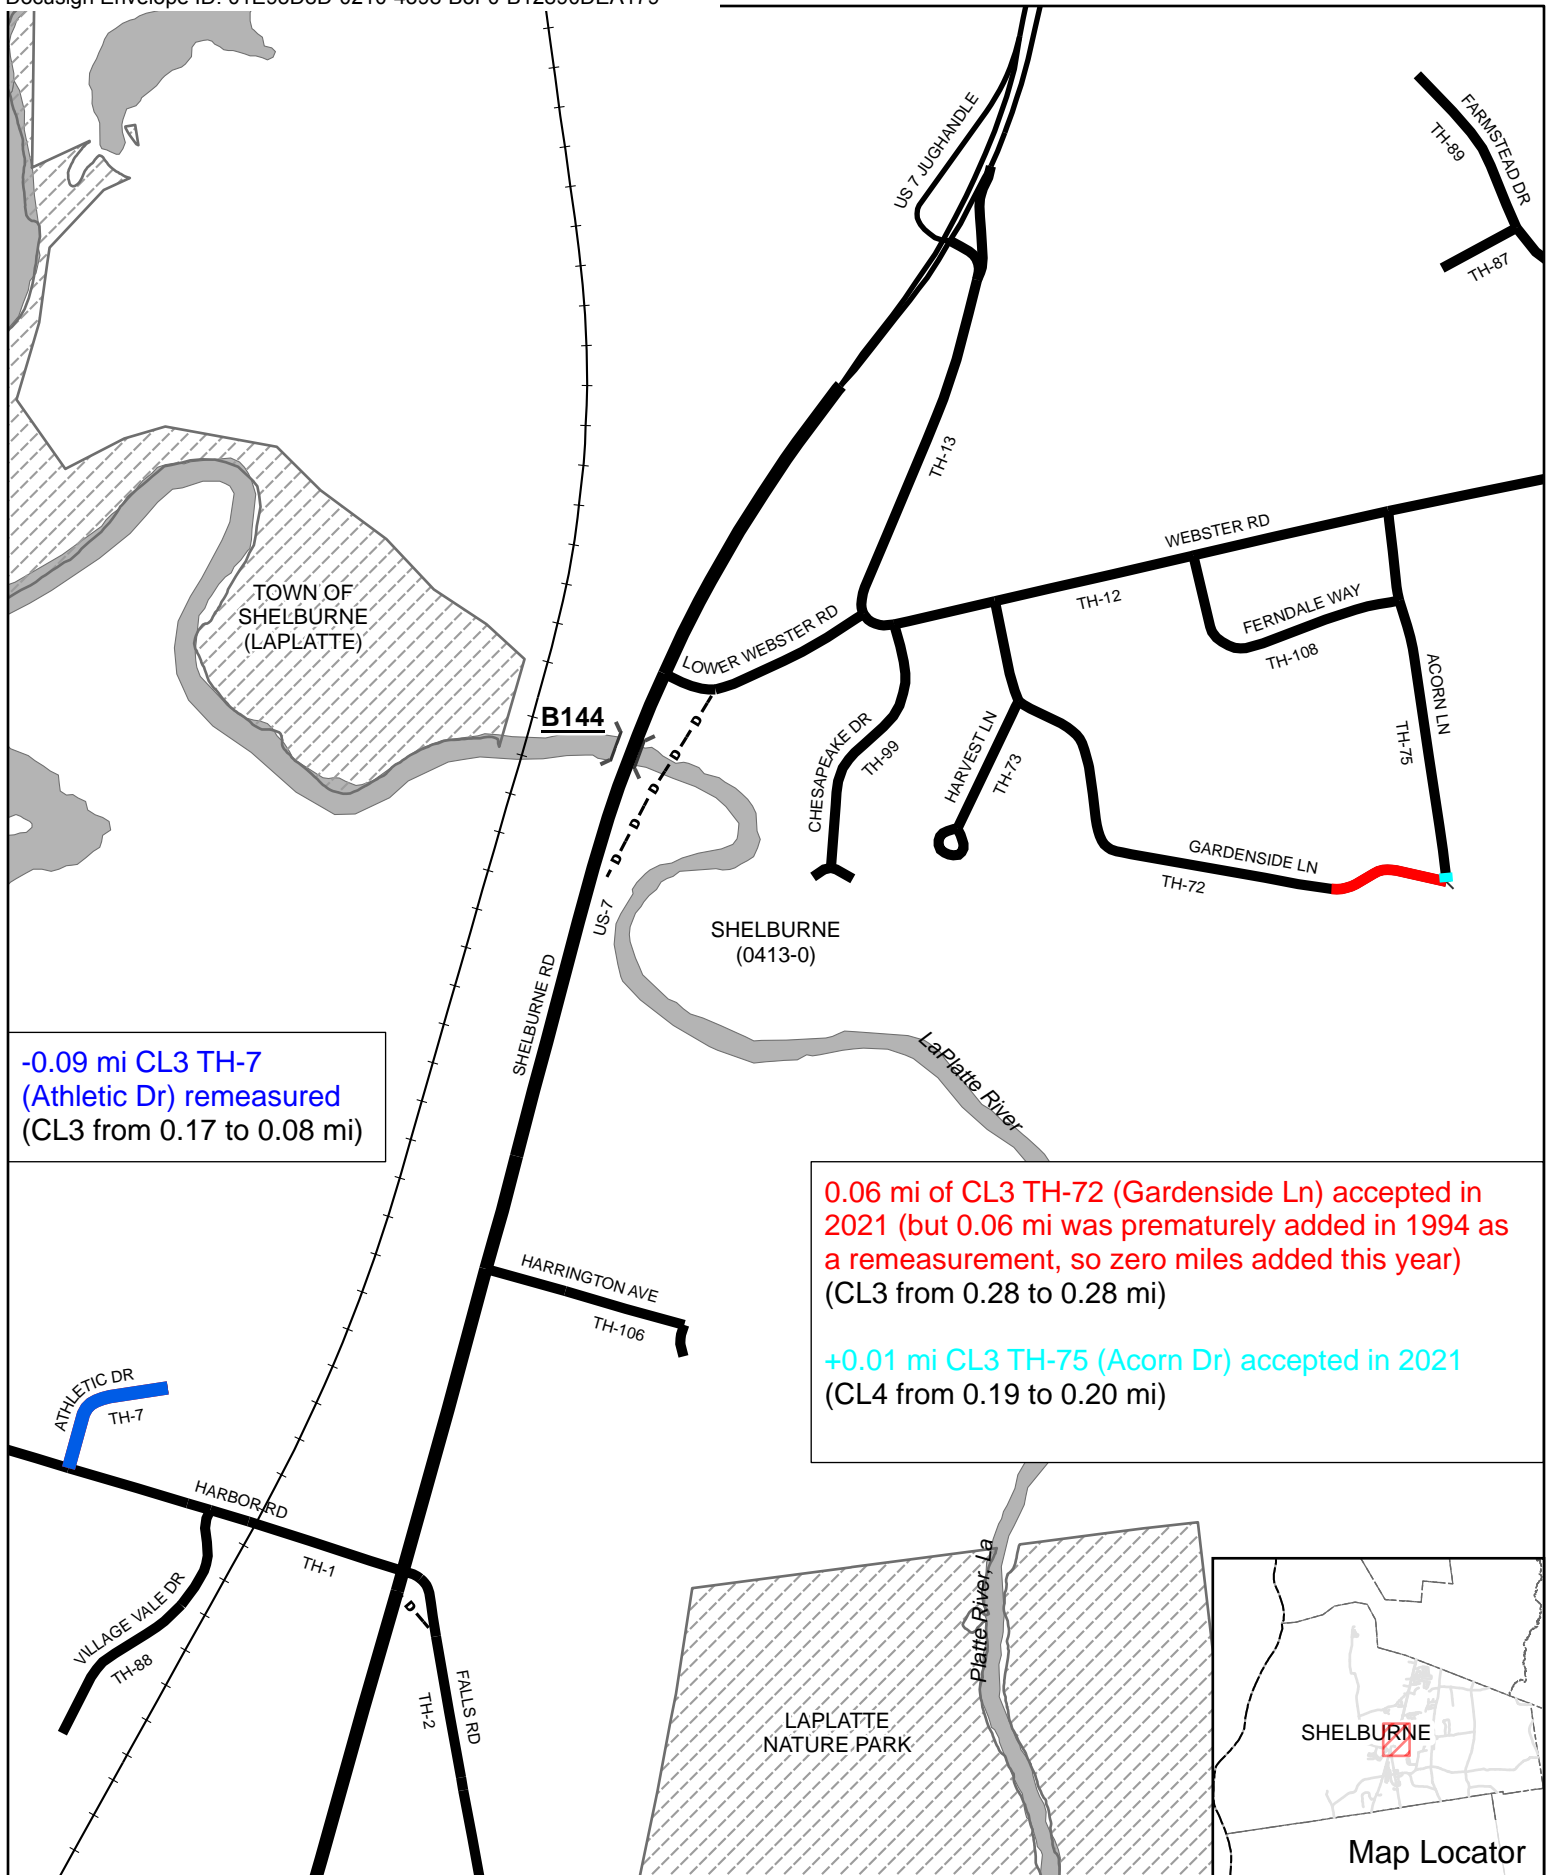 US 7 JUGHANDLE
FARMSTEAD DR
TH-89
TH-87
TH-13
WEBSTER RD
TH-12
FERNDALE WAY
TH-108
ACORN LN
TH-75
TOWN OF
SHELBURNE
(LAPLATTE)
LOWER WEBSTER RD
B144
D
D
D
D
D
CHESAPEAKE DR
TH-99
HARVEST LN
TH-73
GARDENSIDE LN
TH-72
US-7
SHELBURNE
(0413-0)
SHELBURNE RD
LaPlatte River
-0.09 mi CL3 TH-7
(Athletic Dr) remeasured
(CL3 from 0.17 to 0.08 mi)
0.06 mi of CL3 TH-72 (Gardenside Ln) accepted in
2021 (but 0.06 mi was prematurely added in 1994 as
a remeasurement, so zero miles added this year)
(CL3 from 0.28 to 0.28 mi)
+0.01 mi CL3 TH-75 (Acorn Dr) accepted in 2021
(CL4 from 0.19 to 0.20 mi)
HARRINGTON AVE
TH-106
ATHLETIC DR
TH-7
HARBOR RD
TH-1
VILLAGE VALE DR
TH-88
D
FALLS RD
TH-2
Platte River, La
LAPLATTE
NATURE PARK
SHELBURNE
Map Locator